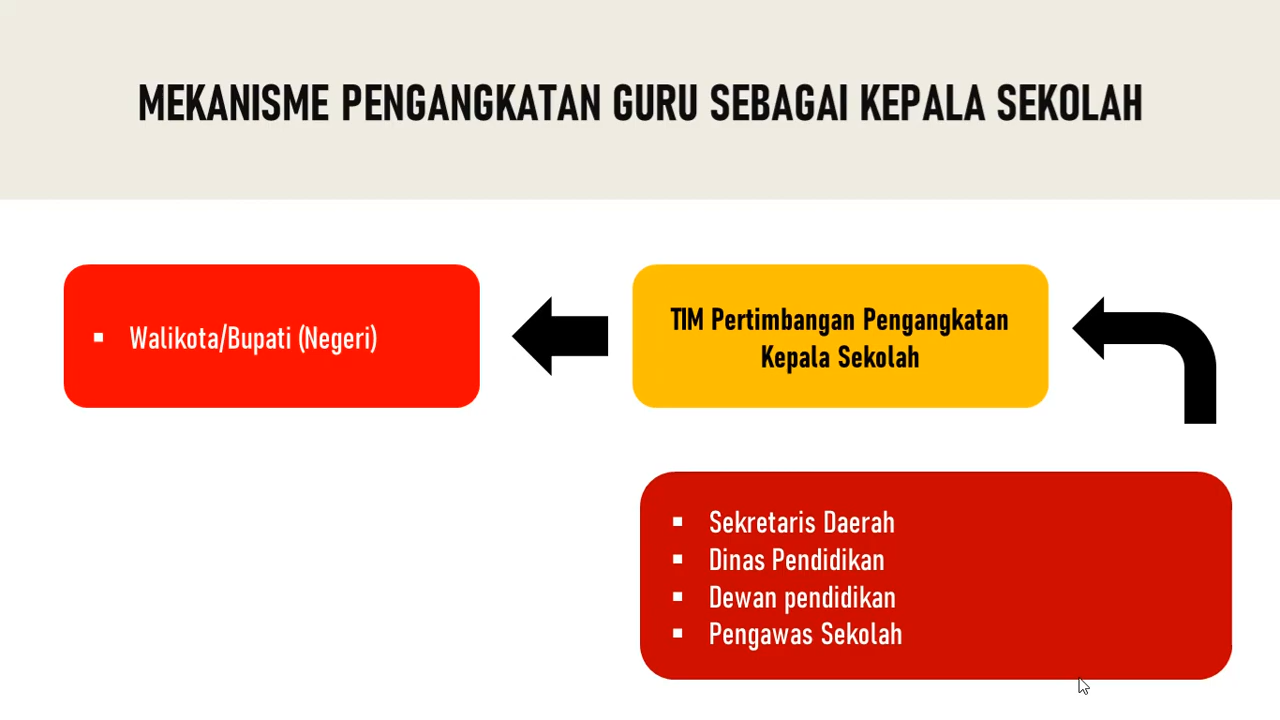 MEKANISME PENGANGKATAN GURU SEBAGAI KEPALA SEKOLAH
▪ Walikota/Bupati (Negeri)
TIM Pertimbangan Pengangkatan
Kepala Sekolah
▪ Sekretaris Daerah
▪ Dinas Pendidikan
▪ Dewan pendidikan
▪ Pengawas Sekolah